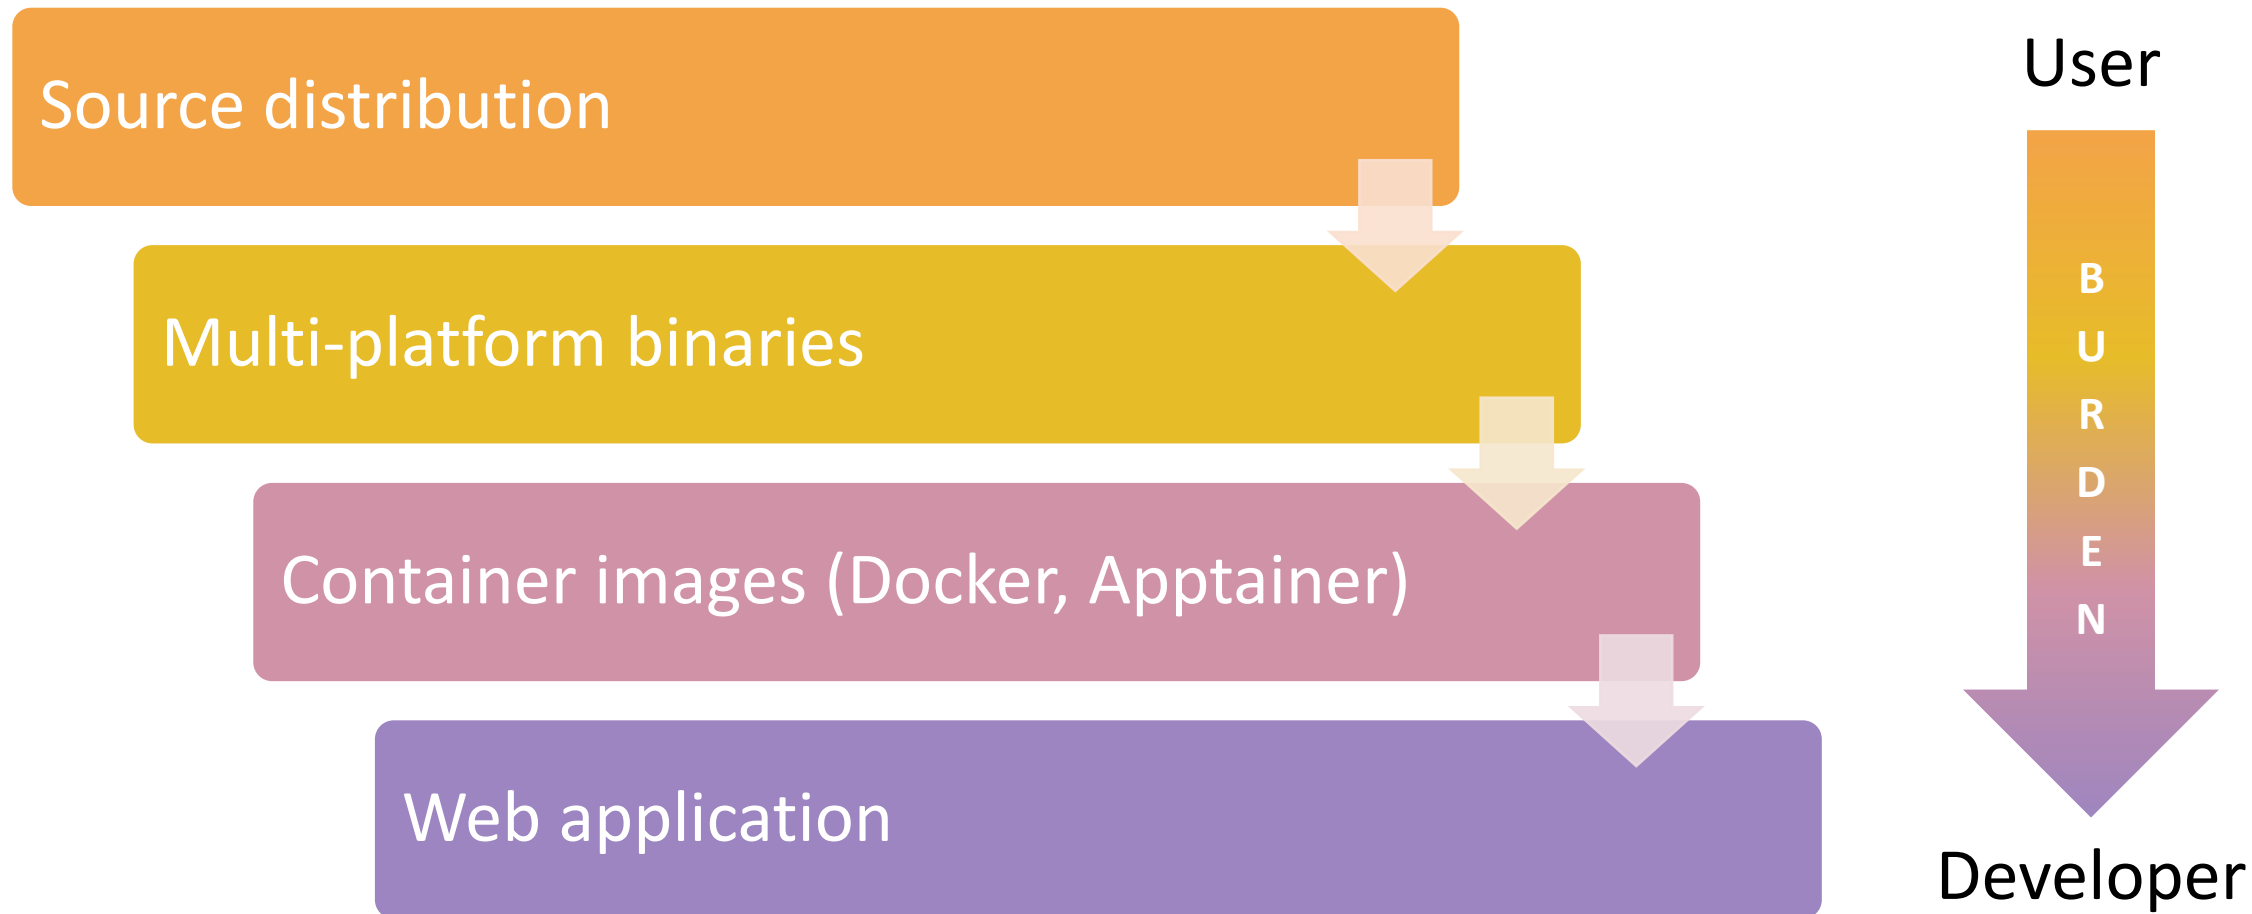 Source distribution
Multi-platform binaries
Container images (Docker, Apptainer)
Web application
User
B
U
R
D
E
N
Developer